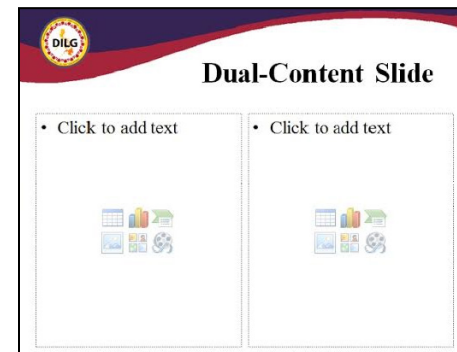 DILG
Dual-Content Slide
• Click to add text
• Click to add text